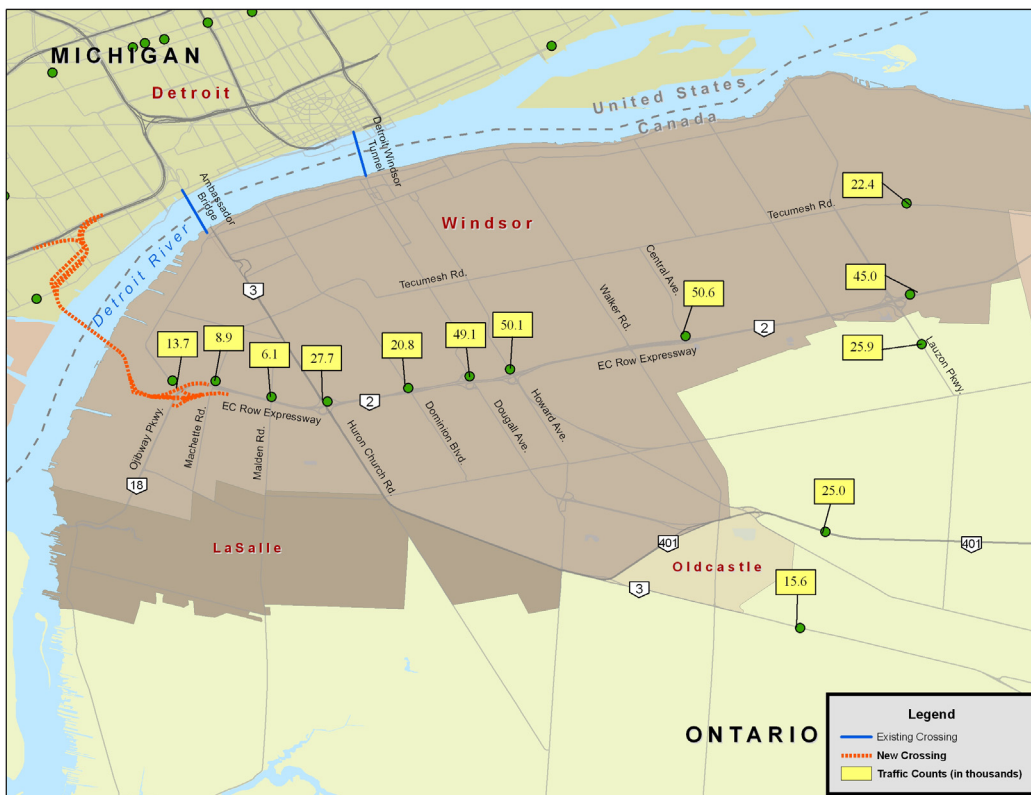 MICHIGAN
Detroit
United States
Canada
Detroit Windsor
Tunnel
Ambassador
Bridge
Detroit River
Windsor
22.4
Tecumesh Rd.
Tecumesh Rd.
Central Ave.
Walker Rd.
3
50.6
45.0
2
13.7
8.9
6.1
27.7
20.8
49.1
50.1
25.9
EC Row Expressway
Lauzon Pkwy.
EC Row Expressway
2
Ojibway Pkwy.
Machette Rd.
Malden Rd.
Huron Church Rd.
Dominion Blvd.
Dougall Ave.
Howard Ave.
18
25.0
401
401
LaSalle
Oldcastle
3
15.6
ONTARIO
Legend
Existing Crossing
New Crossing
Traffic Counts (in thousands)